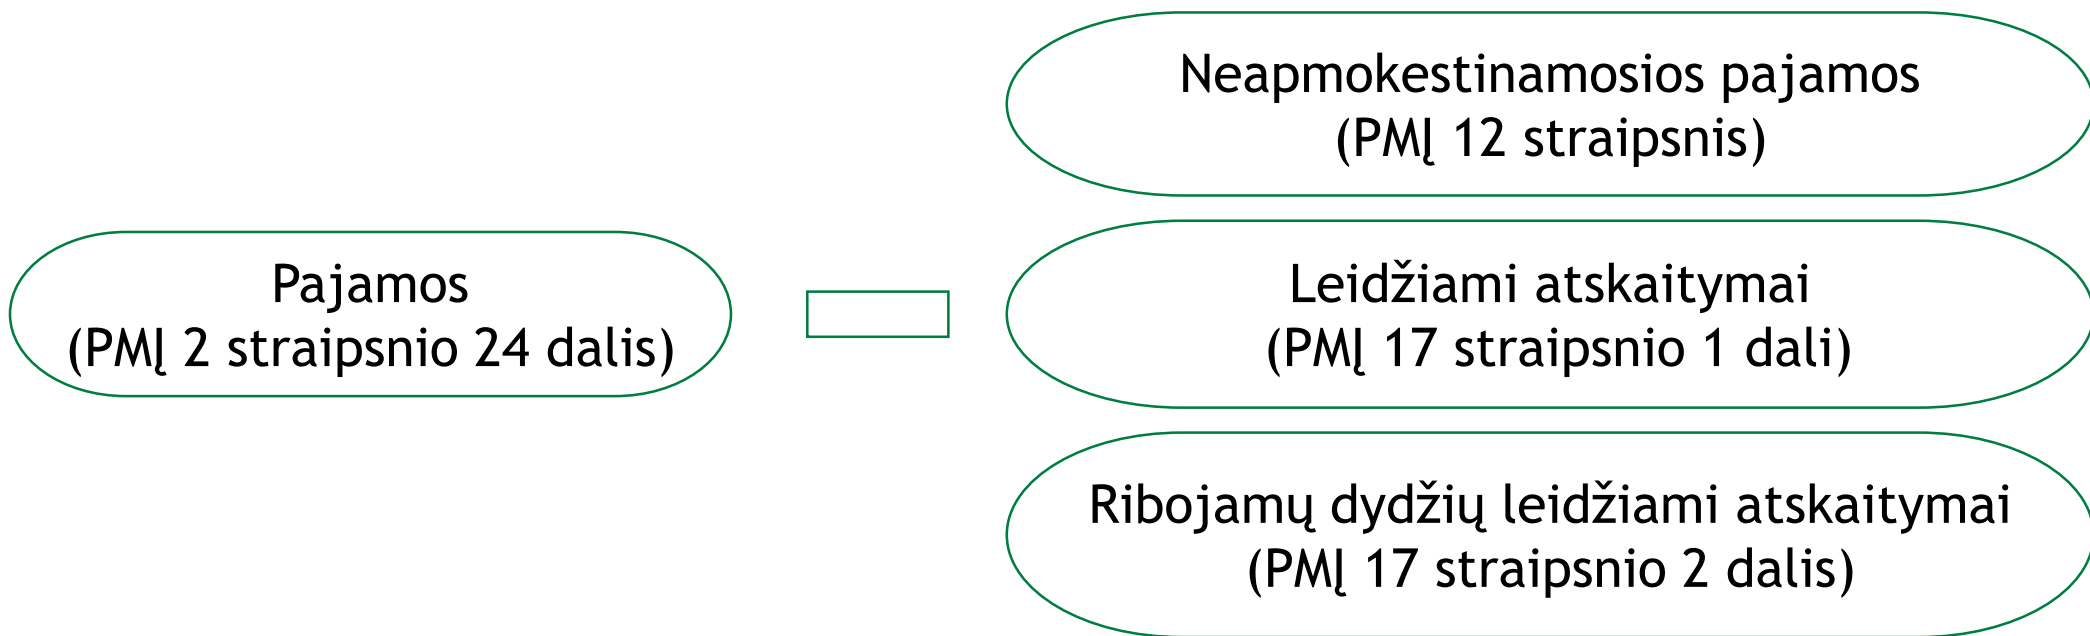 Pajamos
(PMĮ 2 straipsnio 24 dalis)
Neapmokestinamosios pajamos
(PMĮ 12 straipsnis)
Leidžiami atskaitymai
(PMĮ 17 straipsnio 1 dali)
Ribojamų dydžių leidžiami atskaitymai
(PMĮ 17 straipsnio 2 dalis)